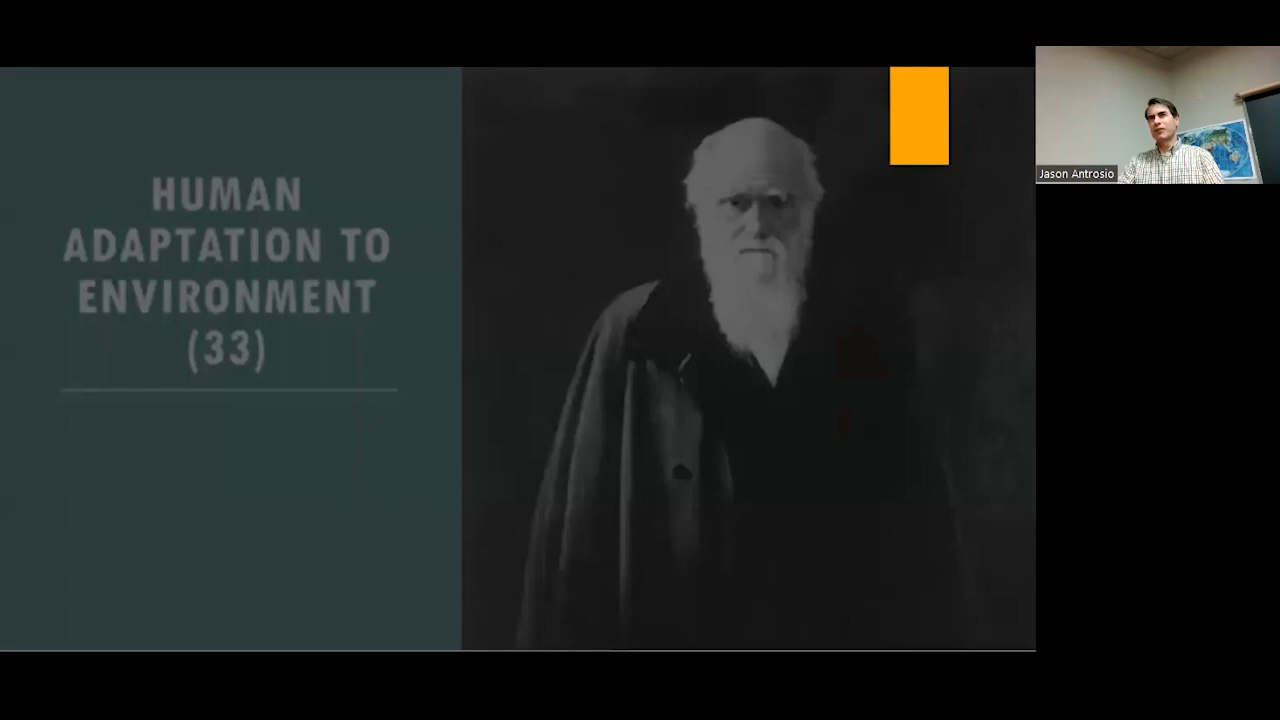 HUMAN
ADAPTATION TO
ENVIRONMENT
(33)
Jason Antrosio